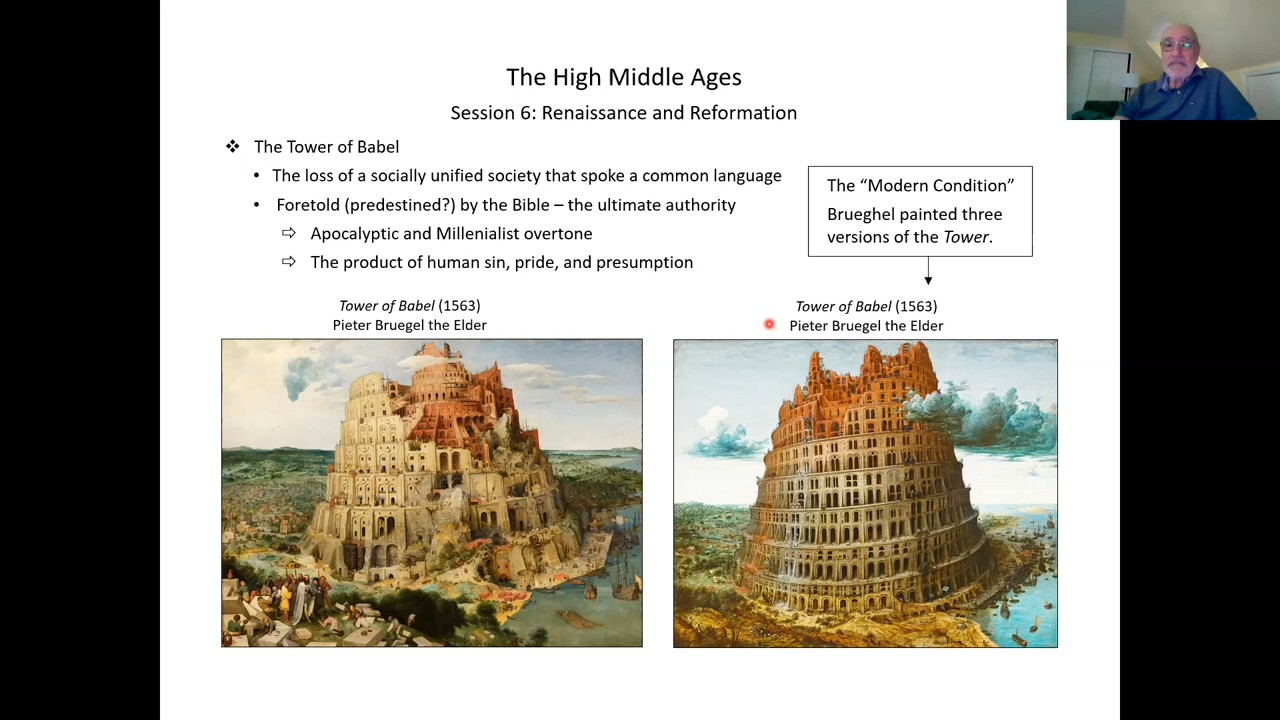 The High Middle Ages
Session 6: Renaissance and Reformation
❖ The Tower of Babel
• The loss of a socially unified society that spoke a common language
• Foretold (predestined?) by the Bible – the ultimate authority
⇨ Apocalyptic and Millenialist overtone
⇨ The product of human sin, pride, and presumption
The “Modern Condition”
Brueghel painted three
versions of the Tower.
Tower of Babel (1563)
Pieter Bruegel the Elder
Tower of Babel (1563)
Pieter Bruegel the Elder